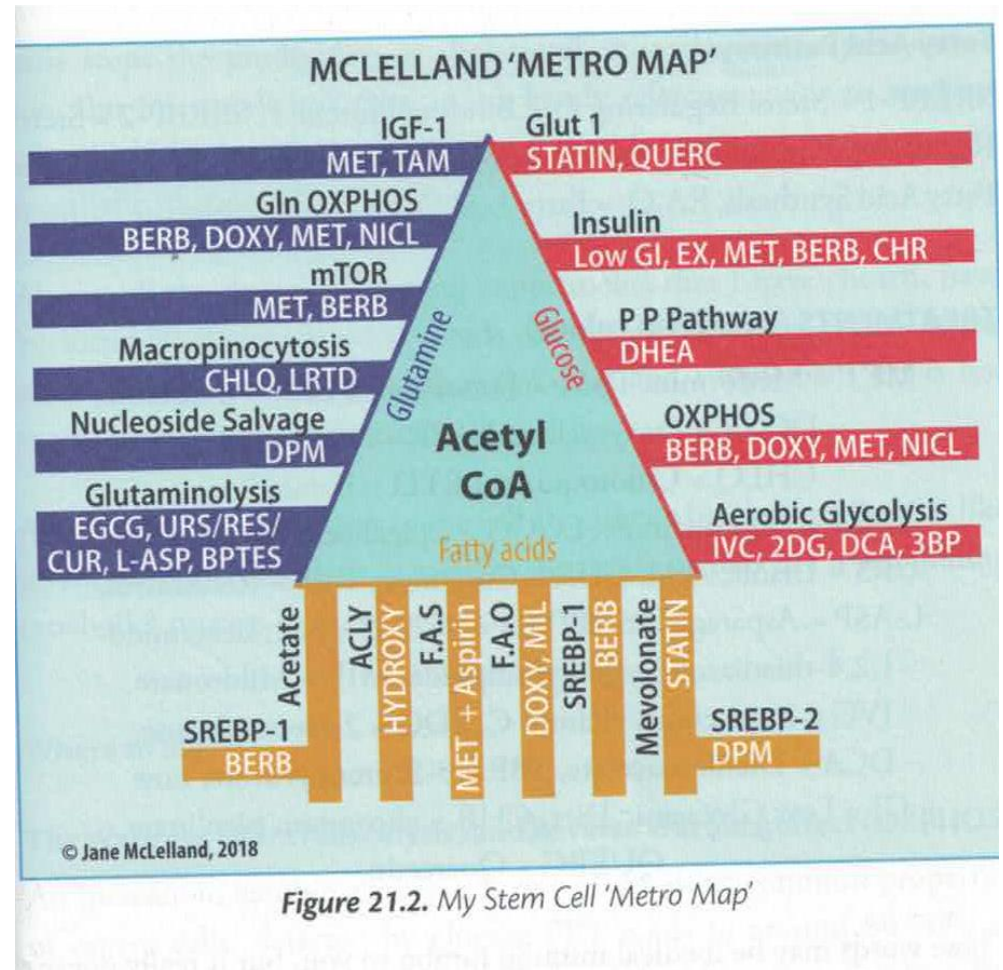 MCLELLAND 'METRO MAP'
IGF-1
MET, TAM
Gln OXPHOS
BERB, DOXY, MET, NICL
mTOR
MET, BERB
Macropinocytosis
CHLQ, LRTD
Nucleoside Salvage
DPM
Glutaminolysis
EGCG, URS/RES/
CUR, L-ASP, BPTES
Glut 1
STATIN, QUERC
Insulin
Low GI, EX, MET, BERB, CHR
P P Pathway
DHEA
OXPHOS
BERB, DOXY, MET, NICL
Aerobic Glycolysis
IVC, 2DG, DCA, 3BP
Glutamine
Glucose
Acetyl
CoA
Fatty acids
Acetate
ACLY
HYDROXY
F.A.S
MET + Aspirin
F.A.O
DOXY, MIL
SREBP-1
BERB
Mevolonate
STATIN
SREBP-1
BERB
SREBP-2
DPM
© Jane McLelland, 2018
Figure 21.2. My Stem Cell 'Metro Map'